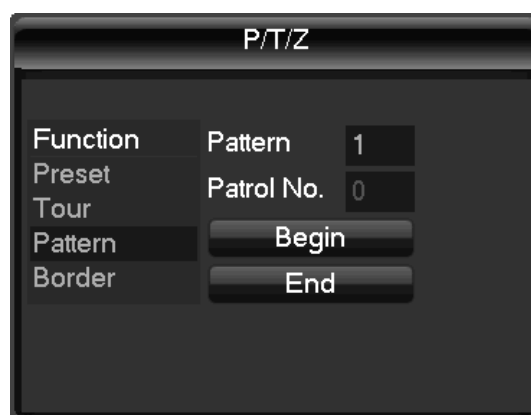 P/T/Z
Function
Preset
Tour
Pattern
Border
Pattern 1
Patrol No. 0
Begin
End